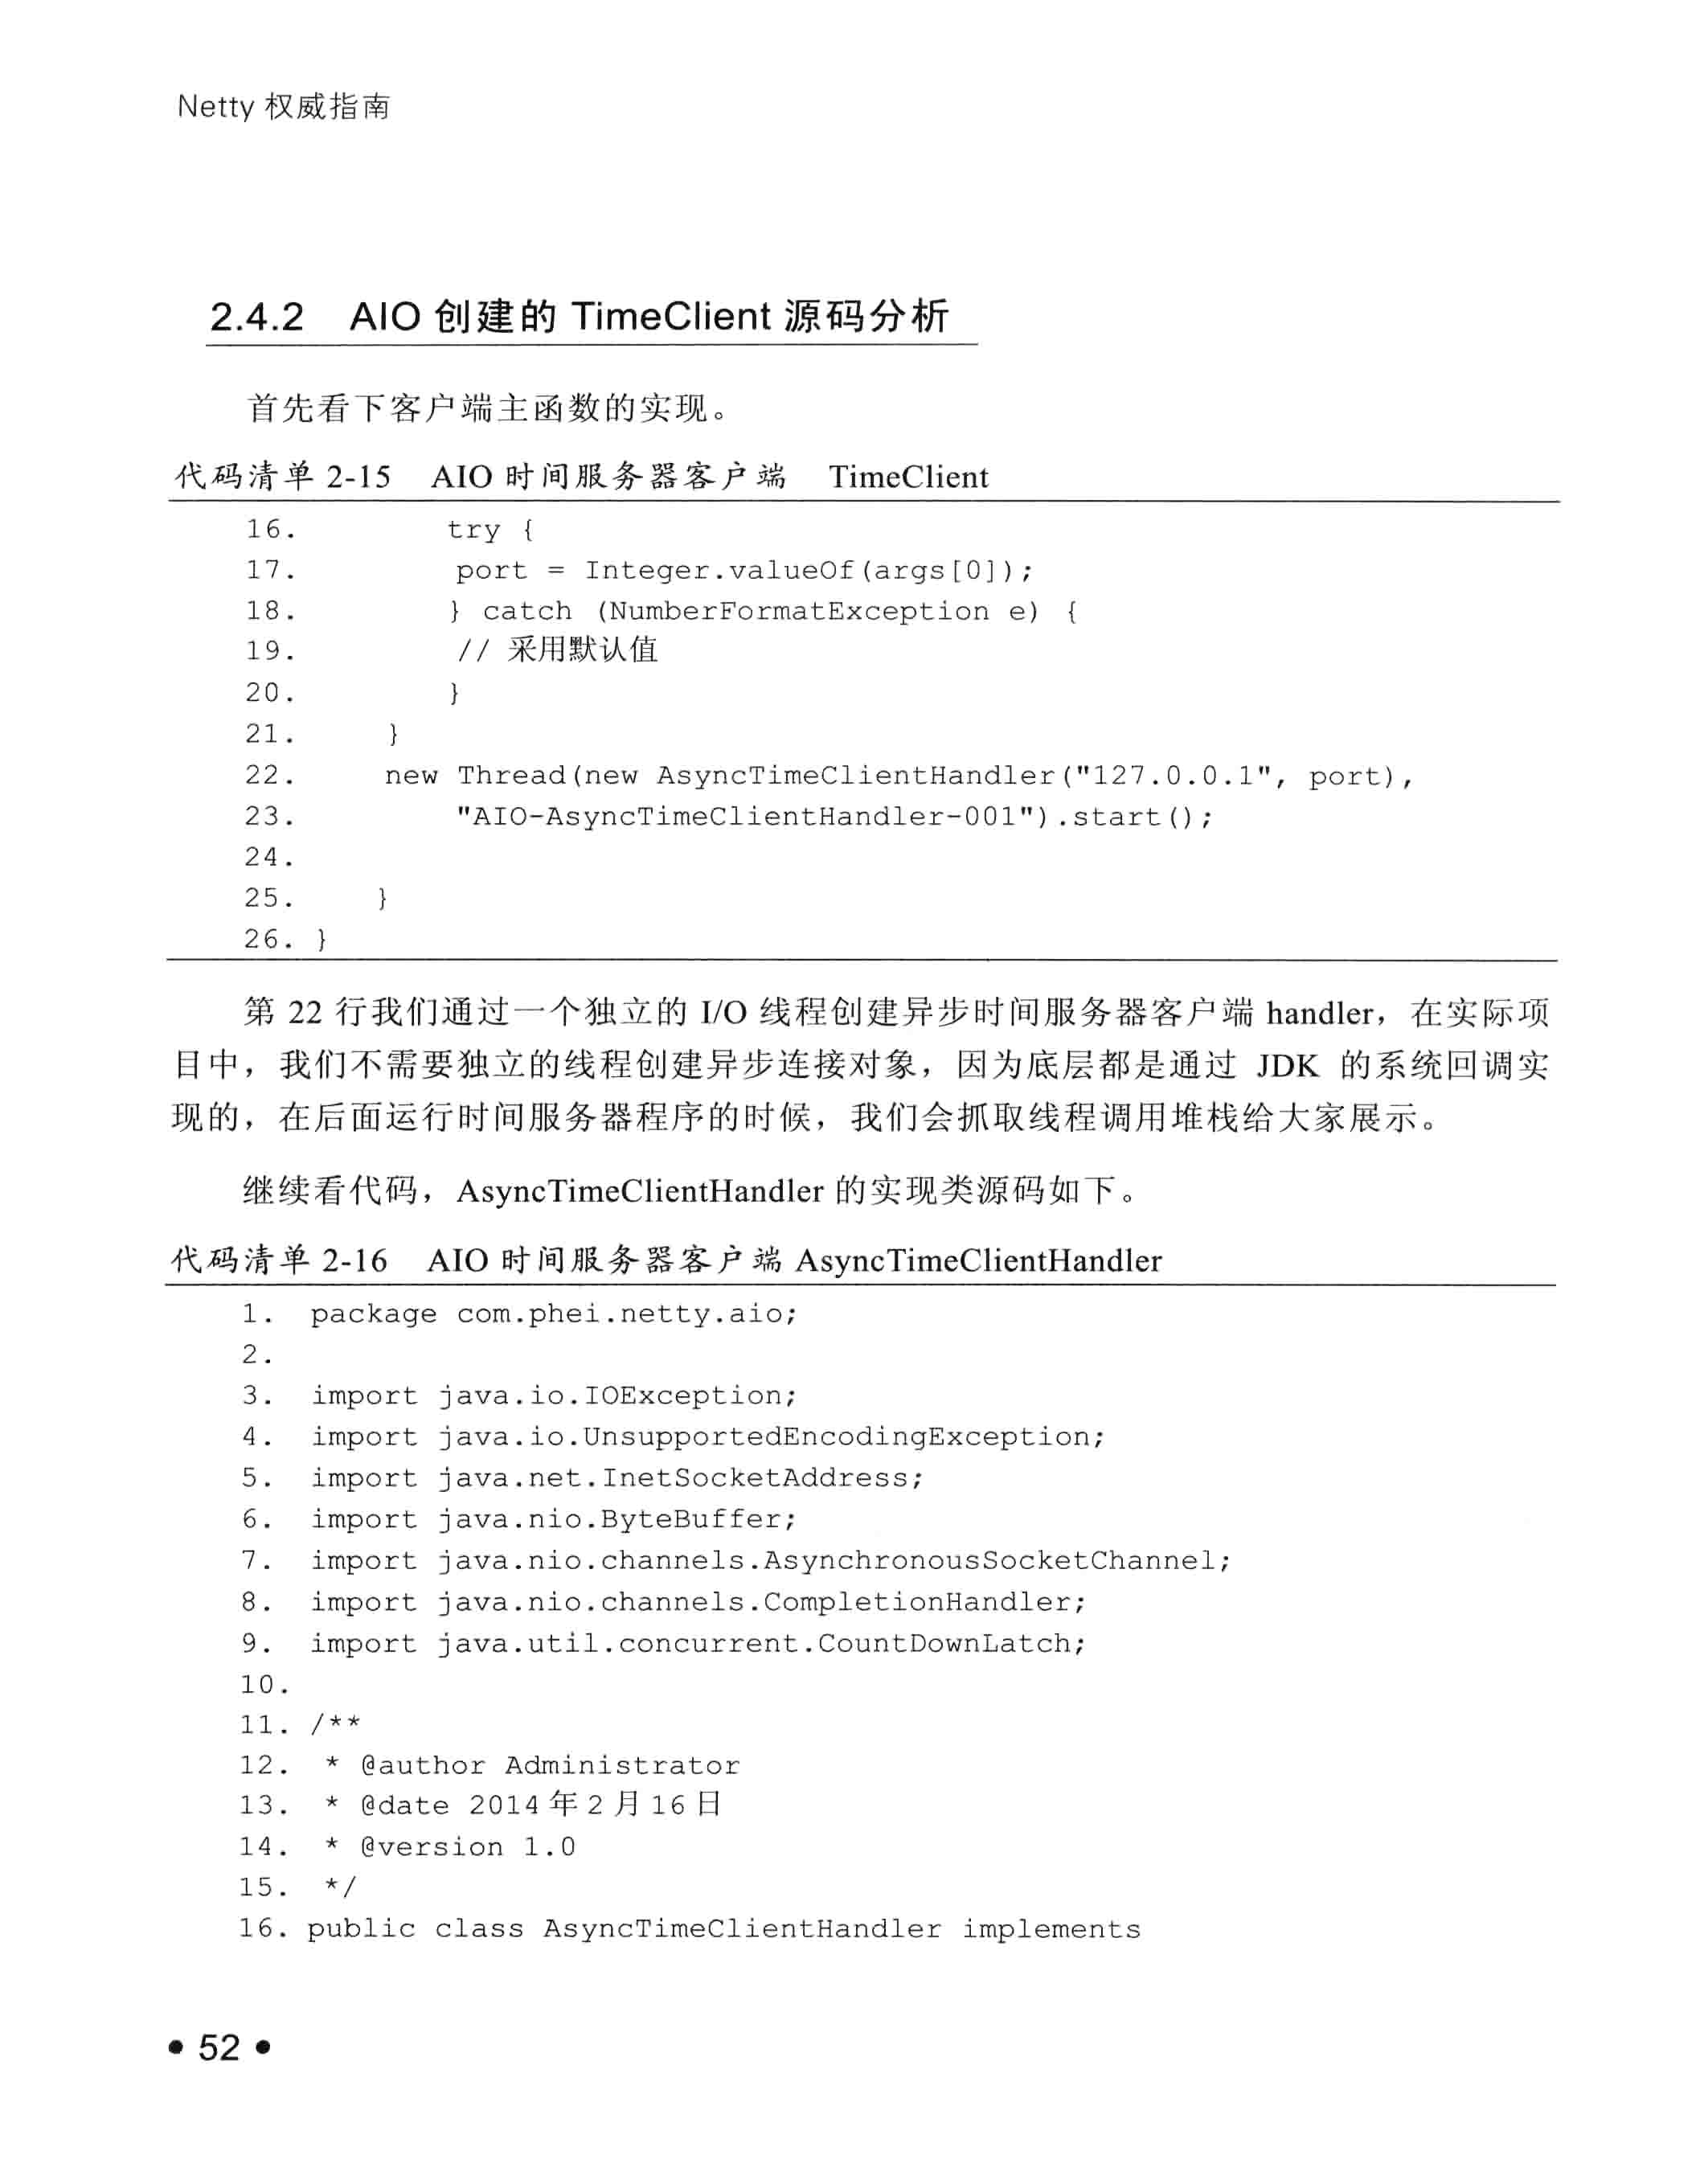 Netty 权威指南
2.4.2 AIO 创建的 TimeClient 源码分析
首先看下客户端主函数的实现。
代码清单 2-15 AIO 时间服务器客户端 TimeClient
16. try {
17. port = Integer.valueOf(args[0]);
18. } catch (NumberFormatException e) {
19. // 采用默认值
20. }
21. }
22. new Thread(new AsyncTimeClientHandler("127.0.0.1", port),
23. "AIO-AsyncTimeClientHandler-001").start();
24.
25. }
26. }
第 22 行我们通过一个独立的 I/O 线程创建异步时间服务器客户端 handler，在实际项
目中，我们不需要独立的线程创建异步连接对象，因为底层都是通过 JDK 的系统回调实
现的，在后面运行时间服务器程序的时候，我们会抓取线程调用堆栈给大家展示。
继续看代码，AsyncTimeClientHandler 的实现类源码如下。
代码清单 2-16 AIO 时间服务器客户端 AsyncTimeClientHandler
1. package com.phei.netty.aio;
2.
3. import java.io.IOException;
4. import java.io.UnsupportedEncodingException;
5. import java.net.InetSocketAddress;
6. import java.nio.ByteBuffer;
7. import java.nio.channels.AsynchronousSocketChannel;
8. import java.nio.channels.CompletionHandler;
9. import java.util.concurrent.CountDownLatch;
10.
11. /**
12. * @author Administrator
13. * @date 2014年2月16日
14. * @version 1.0
15. */
16. public class AsyncTimeClientHandler implements
• 52 •